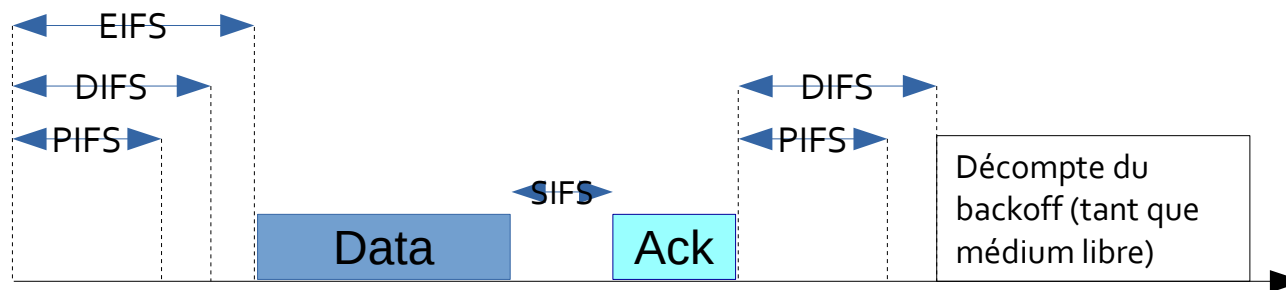 EIFS
DIFS
DIFS
PIFS
PIFS
SIFS
Décompte du
backoff (tant que
médium libre)
Data
Ack